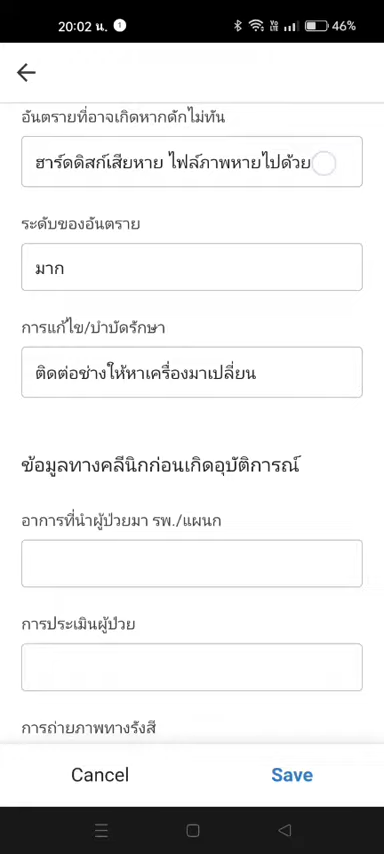 20:02 น. 1 46%
อันตรายที่อาจเกิดหากดักไม่ทัน
ฮาร์ดดิสก์เสียหาย ไฟล์ภาพหายไปด้วย
ระดับของอันตราย
มาก
การแก้ไข/บำบัดรักษา
ติดต่อช่างให้หาเครื่องมาเปลี่ยน
ข้อมูลทางคลีนิกก่อนเกิดอุบัติการณ์
อาการที่นำผู้ป่วยมา รพ./แผนก
การประเมินผู้ป่วย
การถ่ายภาพทางรังสี
Cancel Save